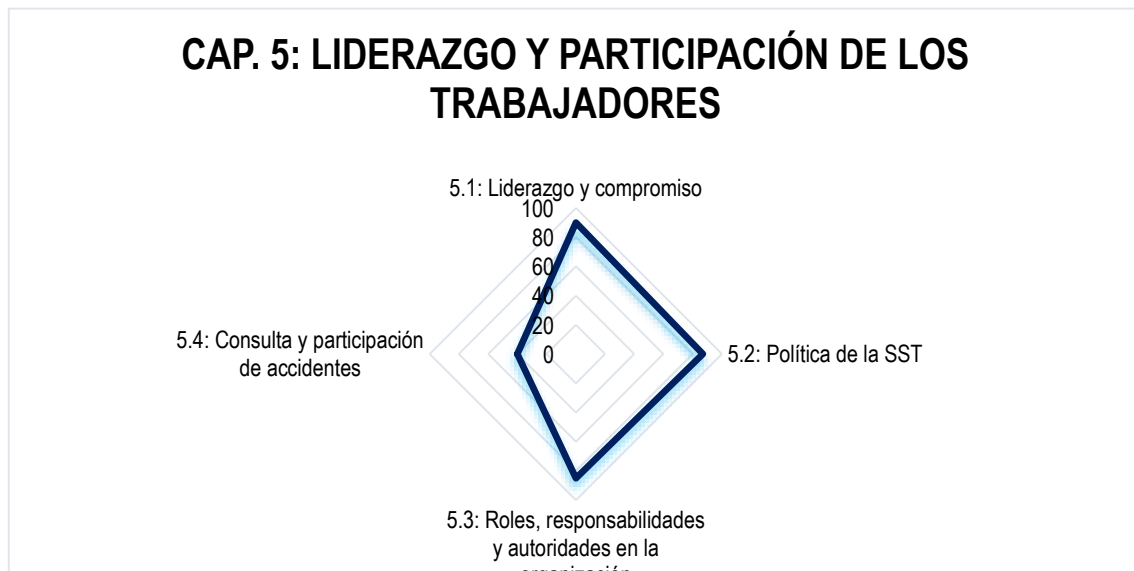 CAP. 5: LIDERAZGO Y PARTICIPACIÓN DE LOS
TRABAJADORES
5.1: Liderazgo y compromiso
100
80
60
40
20
0
5.4: Consulta y participación
de accidentes
5.2: Política de la SST
5.3: Roles, responsabilidades
y autoridades en la
organización